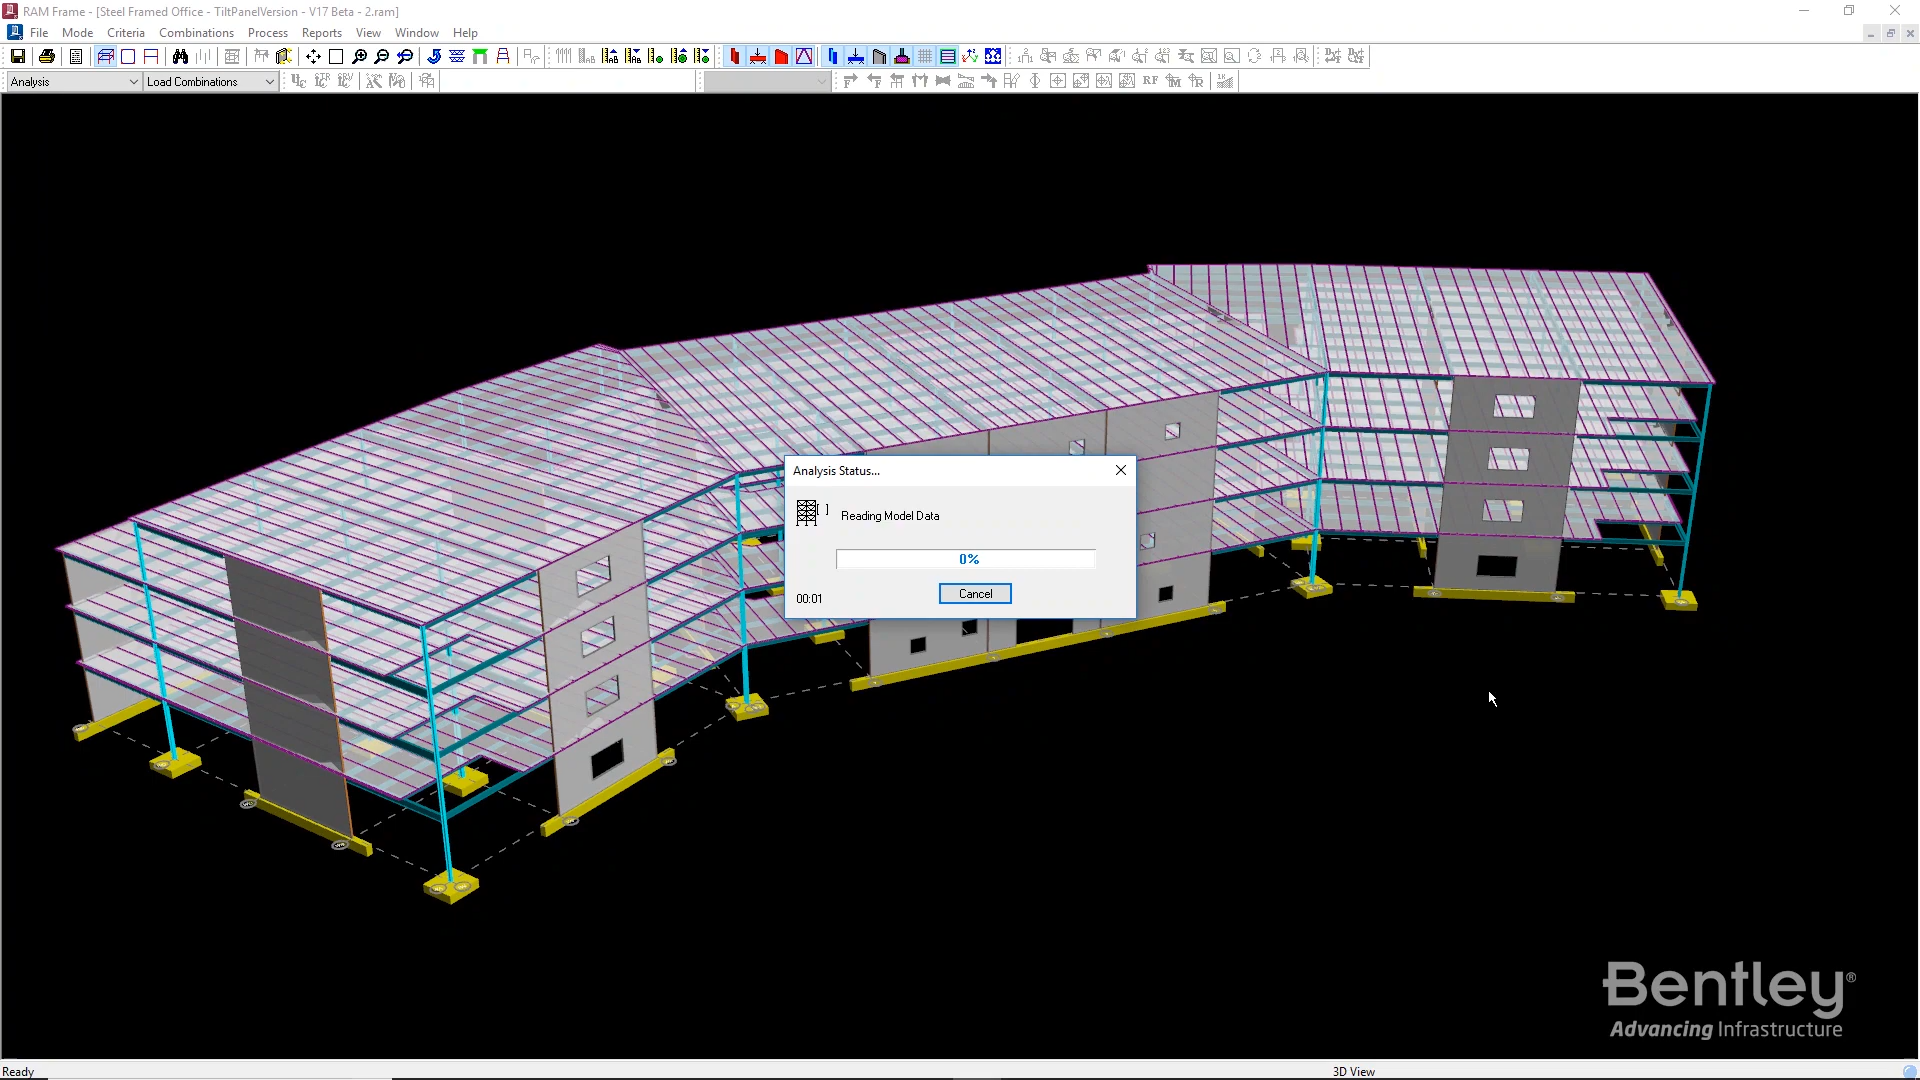 RAM Frame - [Steel Framed Office - TiltPanelVersion - V17 Beta - 2.ram]
File Mode Criteria Combinations Process Reports View Window Help
Analysis Load Combinations
RF
Analysis Status...
Reading Model Data
0%
00:01
Cancel
Bentley®
Advancing Infrastructure
Ready
3D View